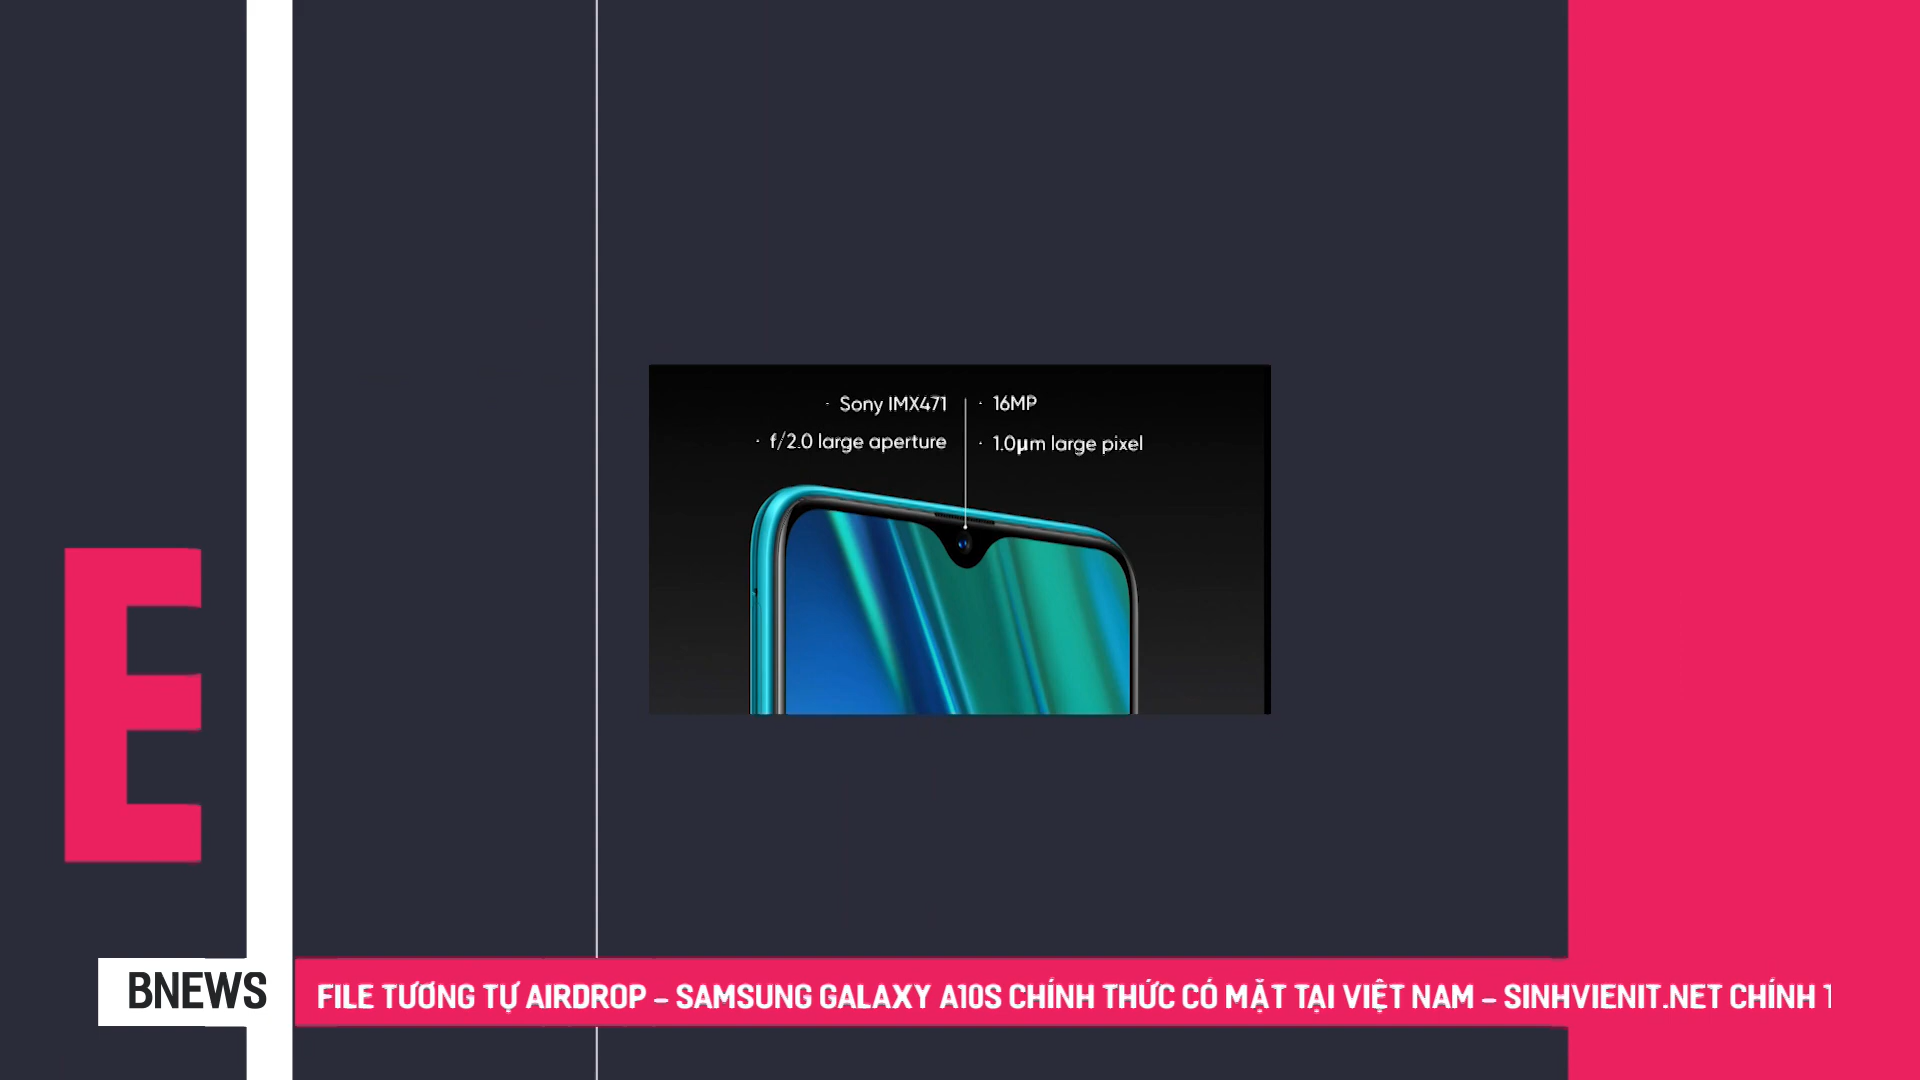 Sony IMX471
16MP
f/2.0 large aperture
1.0μm large pixel
E
BNEWS
FILE TƯƠNG TỰ AIRDROP – SAMSUNG GALAXY A10S CHÍNH THỨC CÓ MẶT TẠI VIỆT NAM – SINHVIENIT.NET CHÍNH